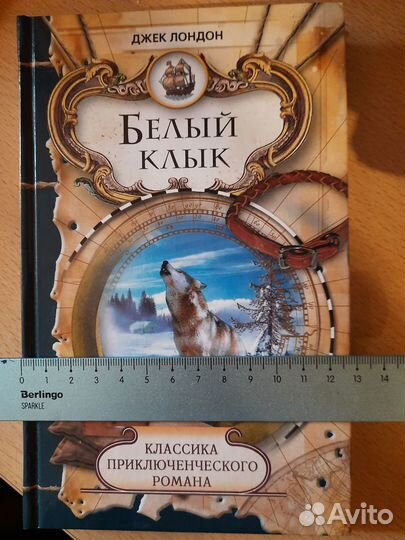 ДЖЕК ЛОНДОН
БЕЛЫЙ
КЛЫК
0 1 2 3 4 5 6 7 8 9 10 11 12 13 14
Berlingo
SPARKLE
КЛАССИКА
ПРИКЛЮЧЕНЧЕСКОГО
РОМАНА
Avito